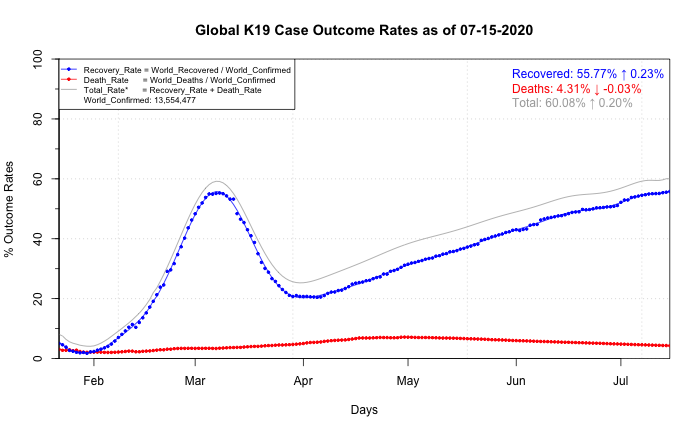 Global K19 Case Outcome Rates as of 07-15-2020
Recovery_Rate = World_Recovered / World_Confirmed
Death_Rate = World_Deaths / World_Confirmed
Total_Rate* = Recovery_Rate + Death_Rate
World_Confirmed: 13,554,477
Recovered: 55.77% ↑ 0.23%
Deaths: 4.31% ↓ -0.03%
Total: 60.08% ↑ 0.20%
% Outcome Rates
100
80
60
40
20
0
Feb Mar Apr May Jun Jul
Days